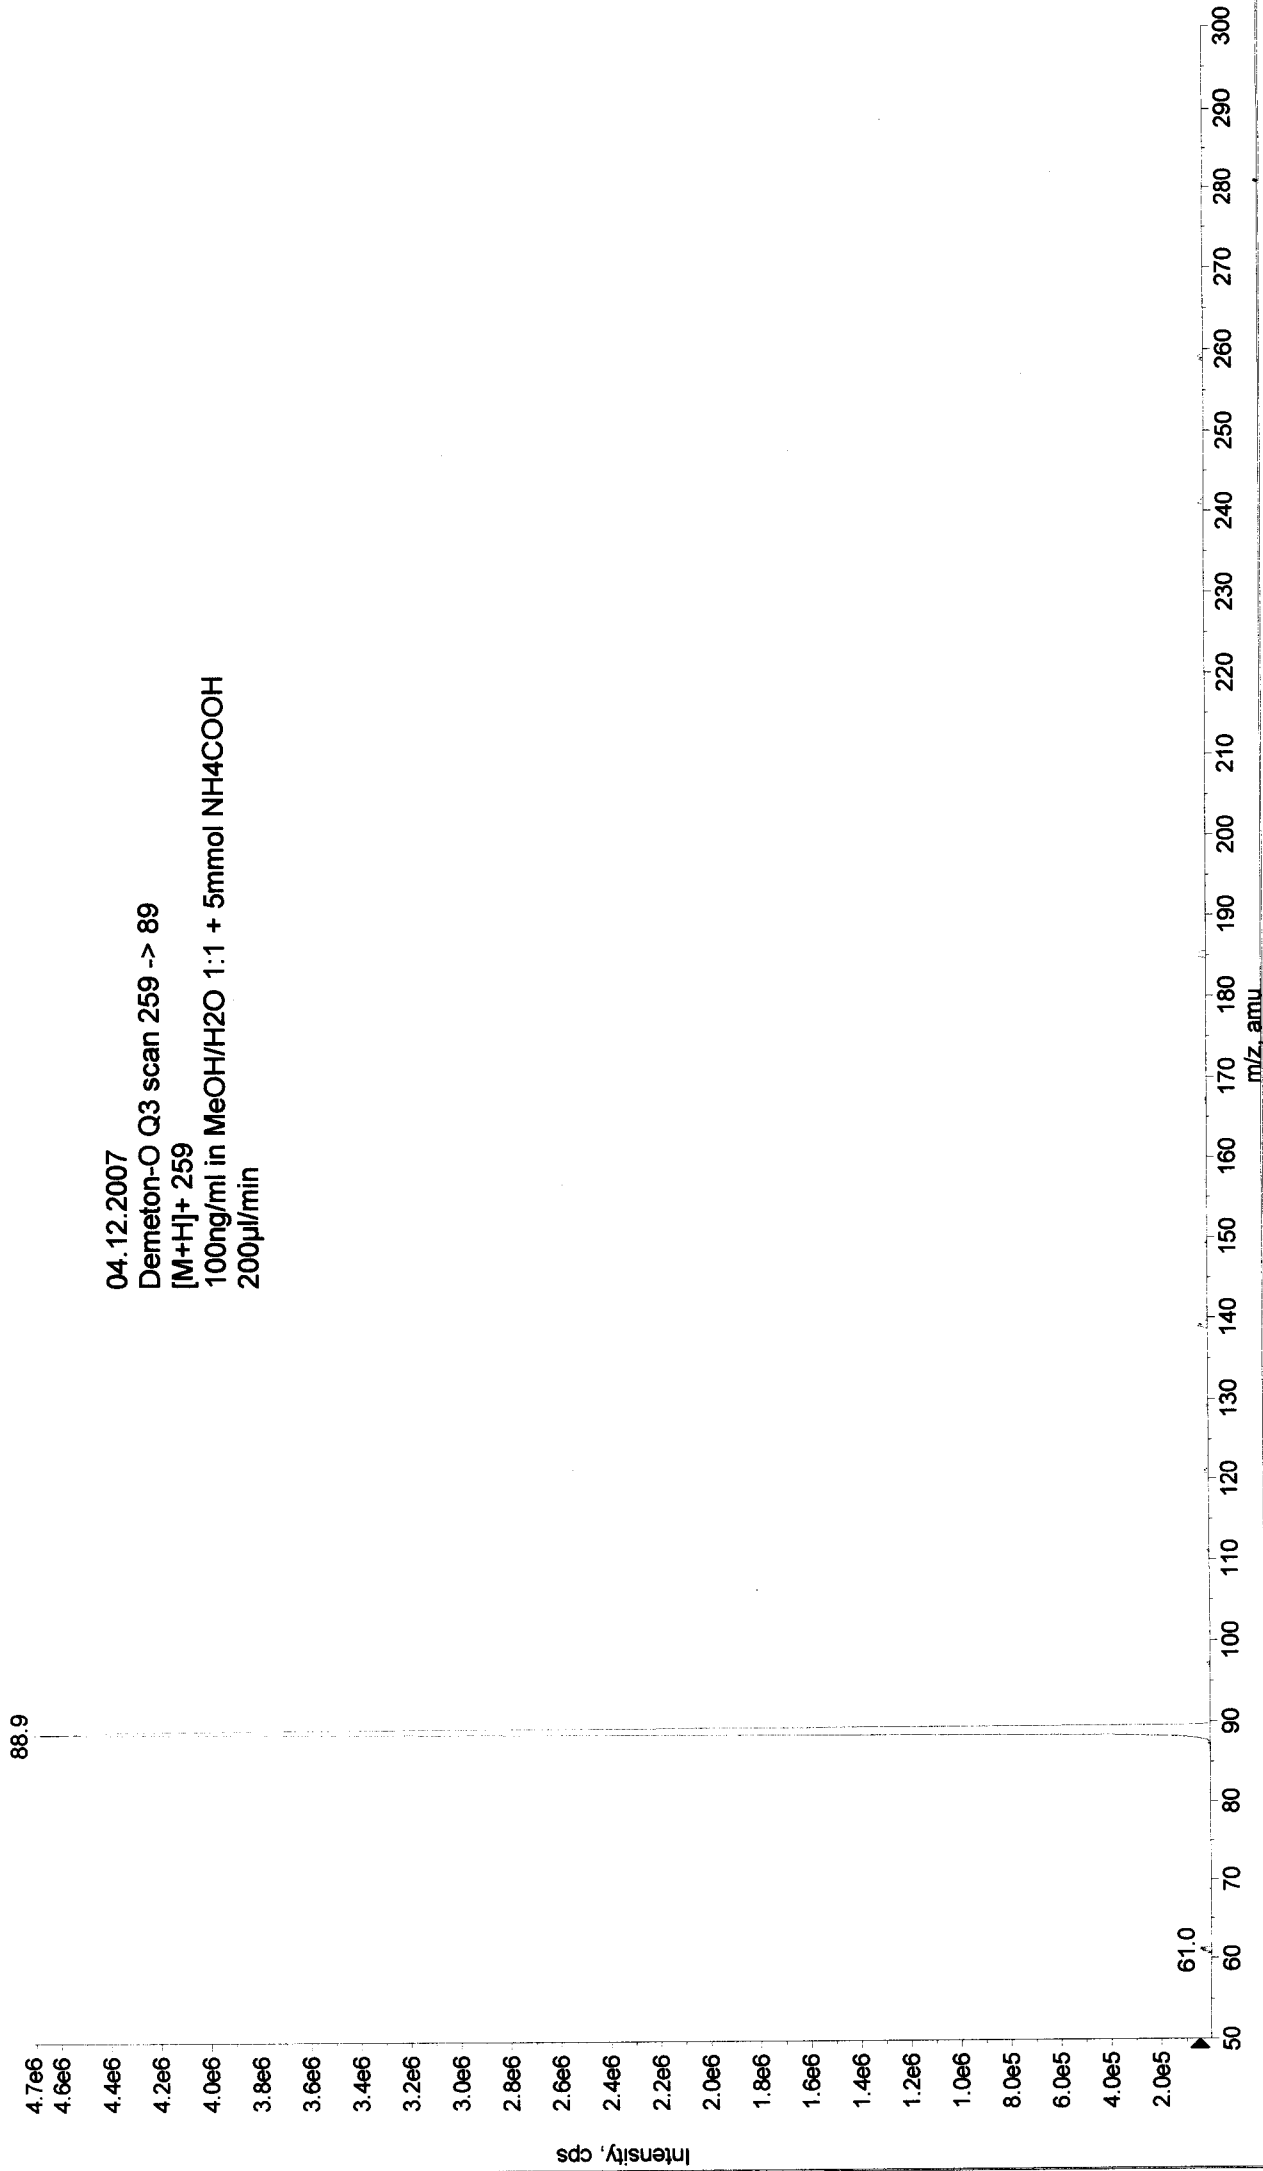 04.12.2007
Demeton-O Q3 scan 259 -> 89
[M+H]+ 259
100ng/ml in MeOH/H2O 1:1 + 5mmol NH4COOH
200µl/min
88.9
61.0
Intensity, cps
4.7e6
4.6e6
4.4e6
4.2e6
4.0e6
3.8e6
3.6e6
3.4e6
3.2e6
3.0e6
2.8e6
2.6e6
2.4e6
2.2e6
2.0e6
1.8e6
1.6e6
1.4e6
1.2e6
1.0e6
8.0e5
6.0e5
4.0e5
2.0e5
50 60 70 80 90 100 110 120 130 140 150 160 170 180 190 200 210 220 230 240 250 260 270 280 290 300
m/z, amu